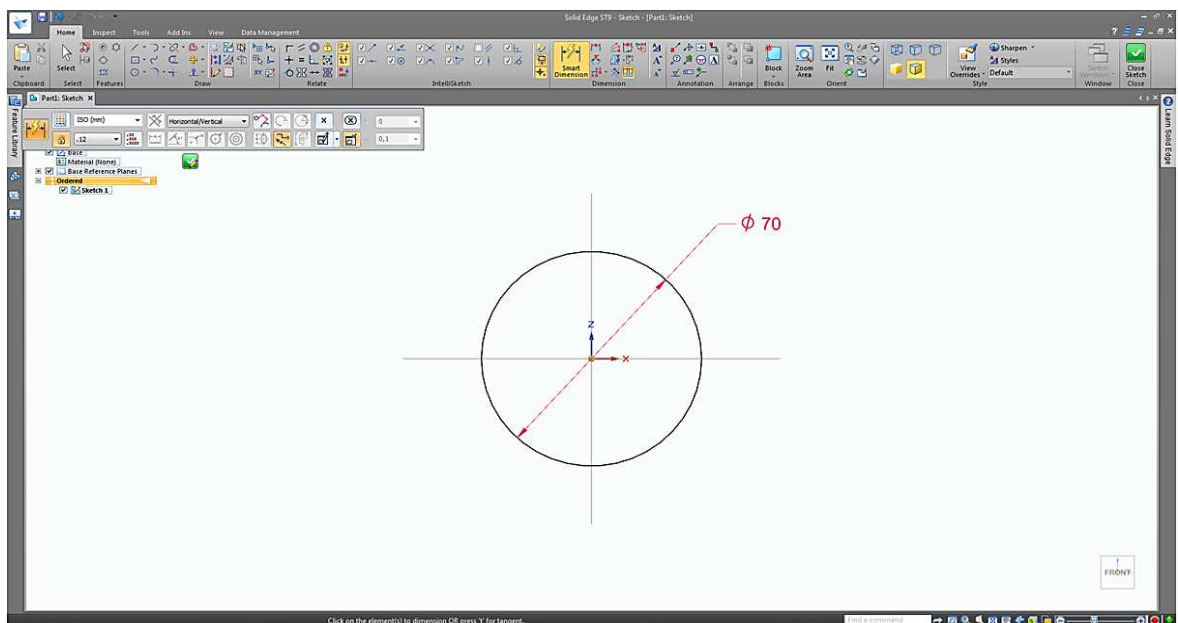 Solid Edge ST9 - Sketch - [Part1: Sketch]
Home Inspect Tools Add Ins View Data Management
Paste Select Smart Dimension Block Zoom Area Fit View Overrides Sharpen Styles Default Sketch Windows Close Sketch
Clipboard Select Features Draw Relate IntelliSketch Dimension Annotation Arrange Blocks Orient Style Window Close
Part1: Sketch
Feature Library
Learn Solid Edge
ISO (mm) Horizontal/Vertical 0
.12 0,1
Base
Material (None)
Base Reference Planes
Ordered
Sketch 1
ϕ 70
Z
X
FRONT
Click on the element(s) to dimension OR press 'Y' for tangent.
Find a command